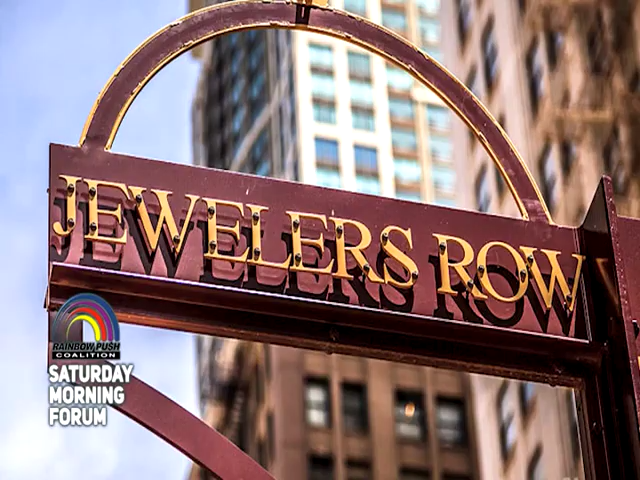 JEWELERS ROW
RAINBOW PUSH
COALITION
SATURDAY
MORNING
FORUM